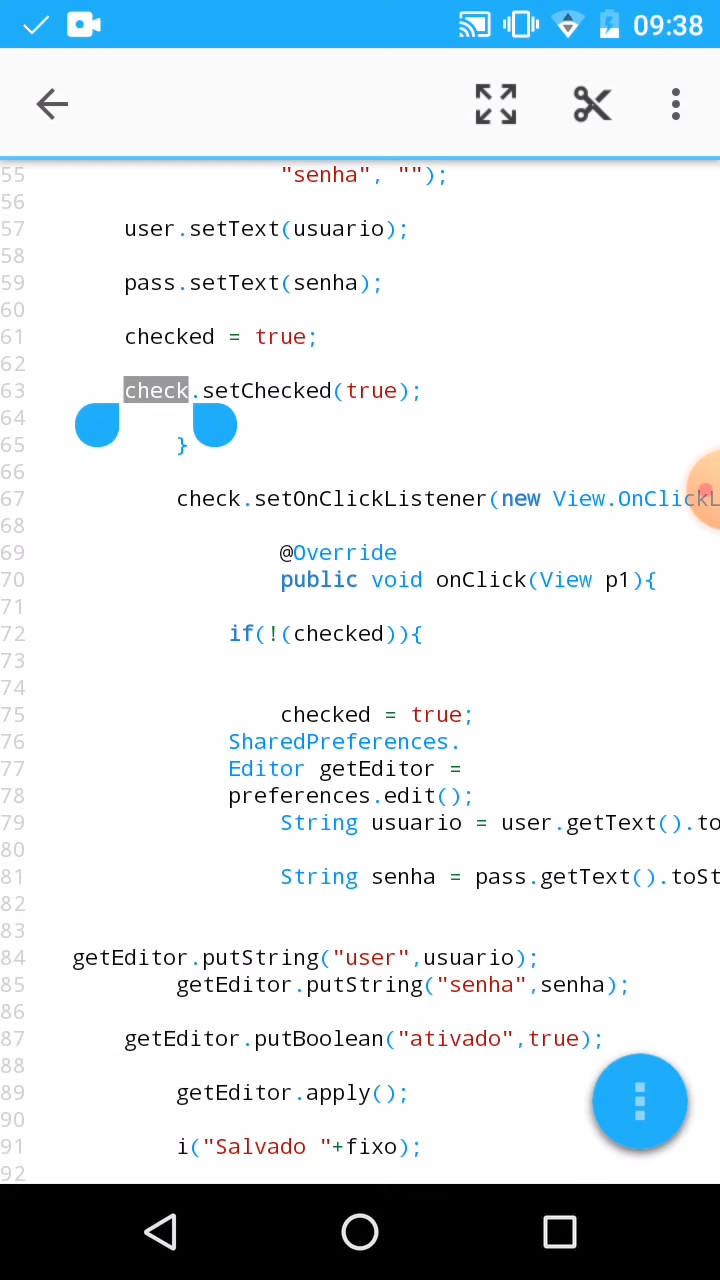 09:38
55 "senha", "");
56
57 user.setText(usuario);
58
59 pass.setText(senha);
60
61 checked = true;
62
63 check.setChecked(true);
64
65 }
66
67 check.setOnClickListener(new View.OnClickL
68
69 @Override
70 public void onClick(View p1){
71
72 if(!(checked)){
73
74
75 checked = true;
76 SharedPreferences.
77 Editor getEditor =
78 preferences.edit();
79 String usuario = user.getText().to
80
81 String senha = pass.getText().toSt
82
83
84 getEditor.putString("user",usuario);
85 getEditor.putString("senha",senha);
86
87 getEditor.putBoolean("ativado",true);
88
89 getEditor.apply();
90
91 i("Salvado "+fixo);
92